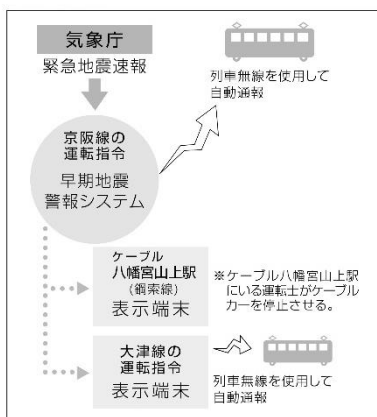 気象庁
緊急地震速報
列車無線を使用して
自動通報
京阪線の
運転指令
早期地震
警報システム
ケーブル
八幡宮山上駅
(鋼索線)
表示端末
※ケーブル八幡宮山上駅
にいる運転士がケーブル
カーを停止させる。
大津線の
運転指令
表示端末
列車無線を使用して
自動通報